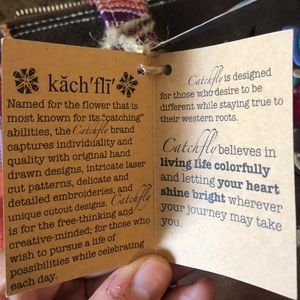 kăch'flī'
Named for the flower that is
most known for its "catching"
abilities, the Catchfly brand
captures individuality and
quality with original hand
drawn designs, intricate laser
cut patterns, delicate and
detailed embroideries, and
unique cutout designs. Catchfly
is for the free-thinking and
creative-minded; for those who
wish to pursue a life of
possibilities while celebrating
each day.
Catchfly is designed
for those who desire to be
different while staying true to
their western roots.
Catchfly believes in
living life colorfully
and letting your heart
shine bright wherever
your journey may take
you.